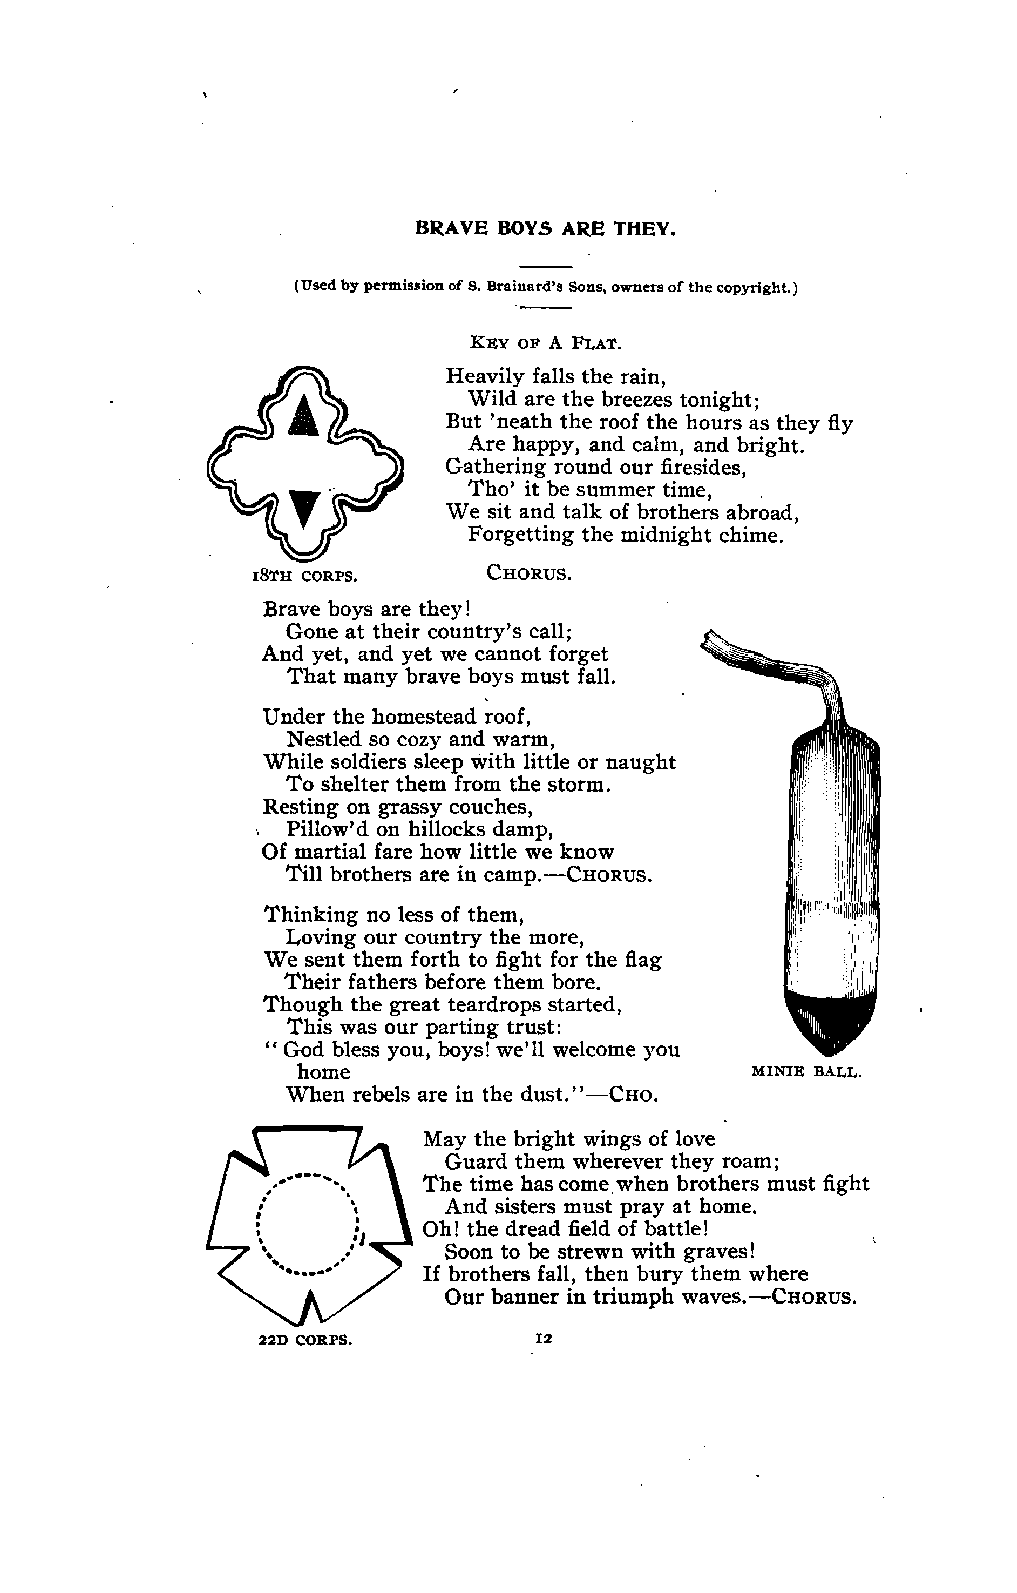 BRAVE BOYS ARE THEY.
(Used by permission of S. Brainard's Sons, owners of the copyright.)
KEY OF A FLAT.
Heavily falls the rain,
Wild are the breezes tonight;
But 'neath the roof the hours as they fly
Are happy, and calm, and bright.
Gathering round our firesides,
Tho' it be summer time,
We sit and talk of brothers abroad,
Forgetting the midnight chime.
18TH CORPS.
CHORUS.
Brave boys are they!
Gone at their country's call;
And yet, and yet we cannot forget
That many brave boys must fall.
Under the homestead roof,
Nestled so cozy and warm,
While soldiers sleep with little or naught
To shelter them from the storm.
Resting on grassy couches,
Pillow'd on hillocks damp,
Of martial fare how little we know
Till brothers are in camp.—CHORUS.
Thinking no less of them,
Loving our country the more,
We sent them forth to fight for the flag
Their fathers before them bore.
Though the great teardrops started,
This was our parting trust:
"God bless you, boys! we'll welcome you
home
When rebels are in the dust."—CHO.
MINIE BALL.
May the bright wings of love
Guard them wherever they roam;
The time has come when brothers must fight
And sisters must pray at home.
Oh! the dread field of battle!
Soon to be strewn with graves!
If brothers fall, then bury them where
Our banner in triumph waves.—CHORUS.
22D CORPS.
12